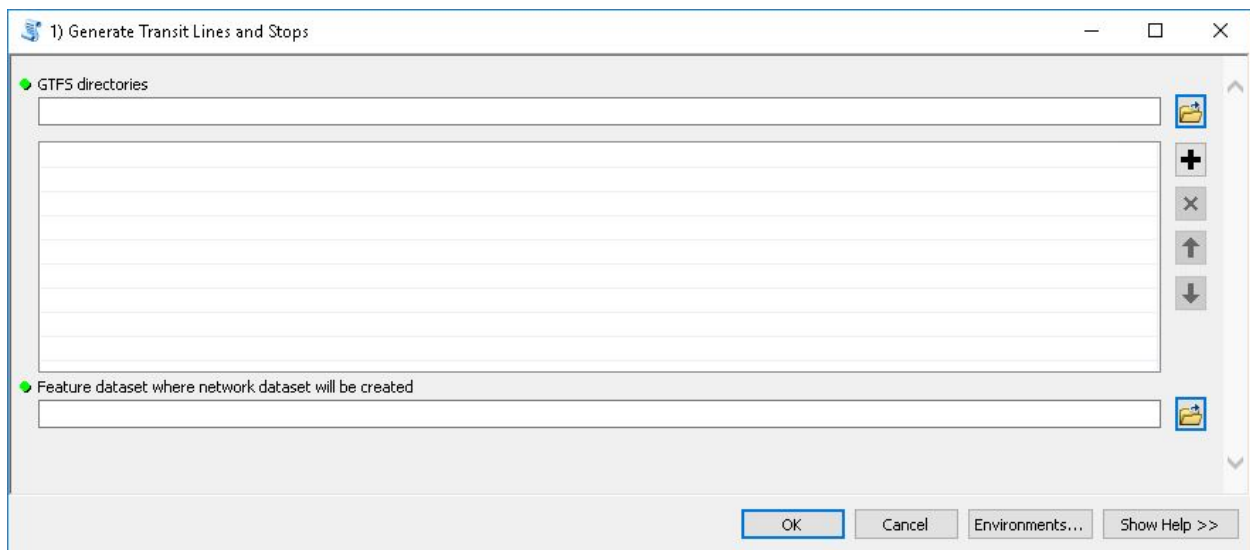 1) Generate Transit Lines and Stops
GTFS directories
Feature dataset where network dataset will be created
OK Cancel Environments... Show Help >>